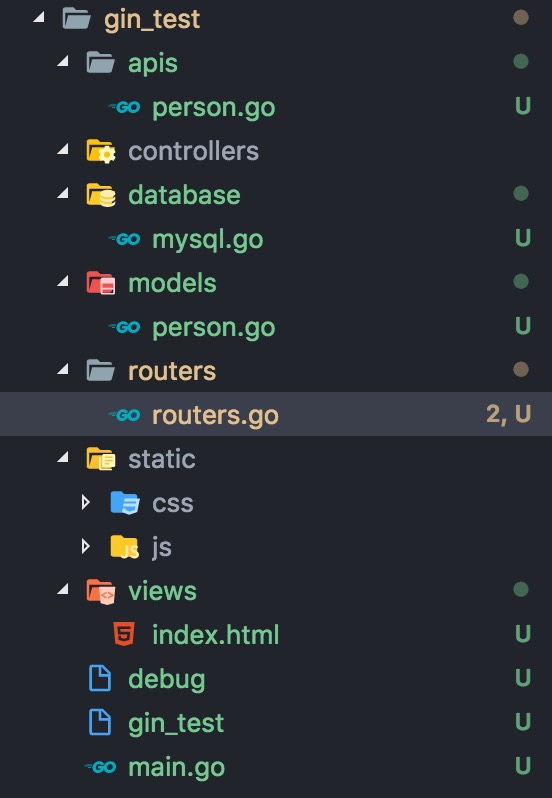 gin_test
apis
GO person.go U
controllers
database
GO mysql.go U
models
GO person.go U
routers
GO routers.go 2, U
static
css
JS js
views
5 index.html U
debug U
gin_test U
GO main.go U